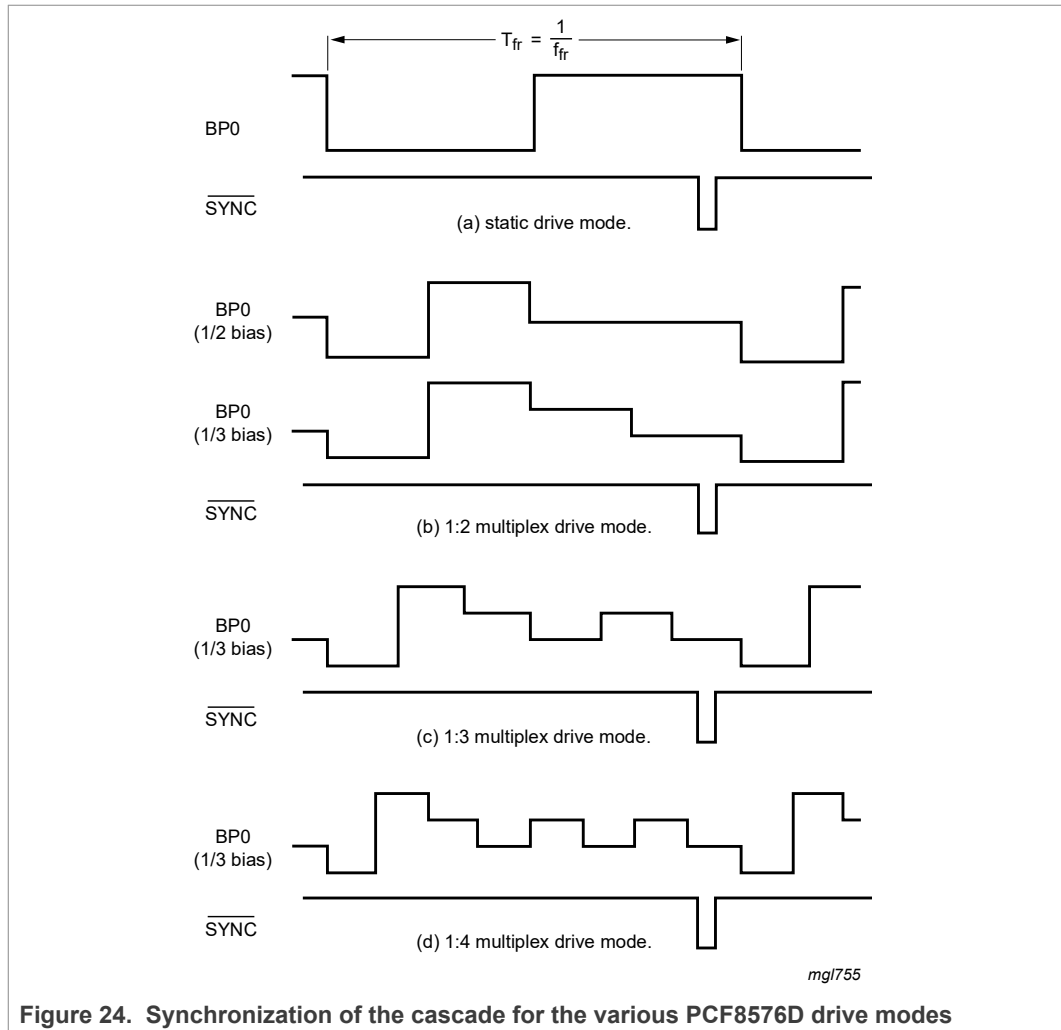 T_fr = 1/f_fr
BP0
SYNC
(a) static drive mode.
BP0
(1/2 bias)
BP0
(1/3 bias)
SYNC
(b) 1:2 multiplex drive mode.
BP0
(1/3 bias)
SYNC
(c) 1:3 multiplex drive mode.
BP0
(1/3 bias)
SYNC
(d) 1:4 multiplex drive mode.
mgl755
Figure 24. Synchronization of the cascade for the various PCF8576D drive modes